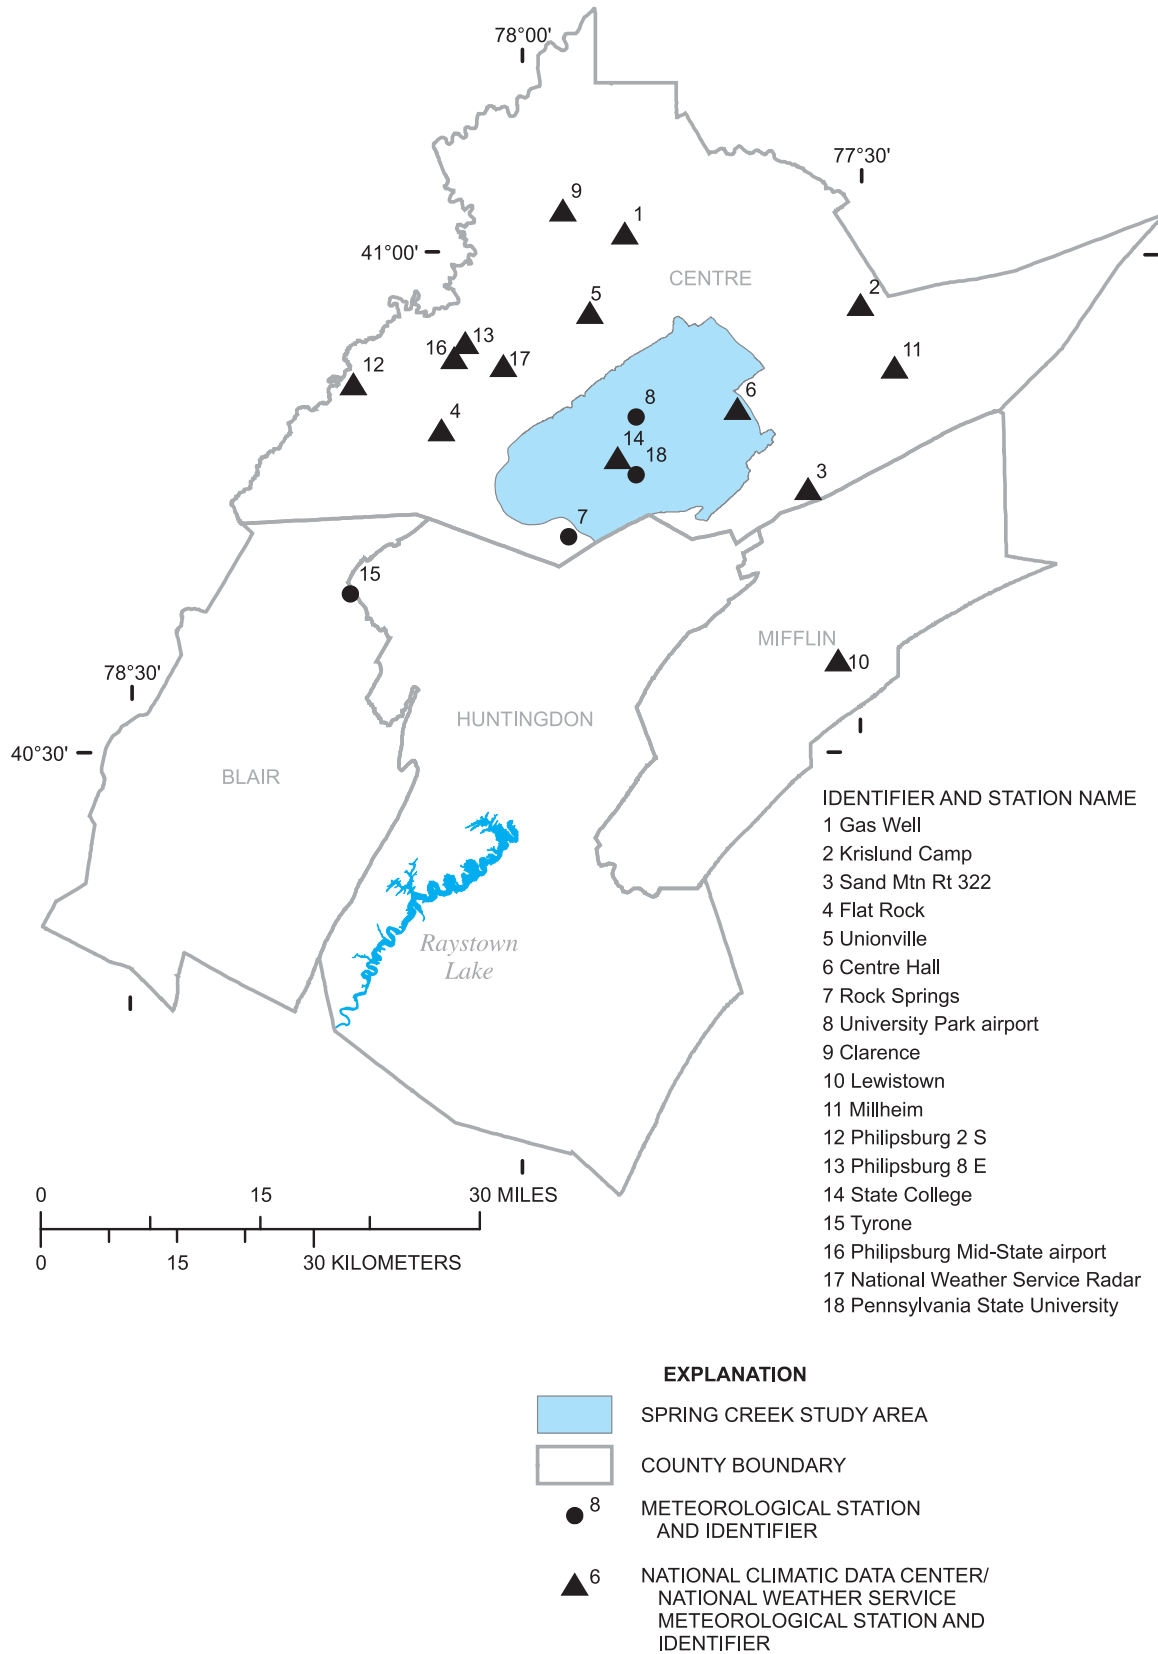 78°00'
77°30'
9
1
41°00'
CENTRE
2
5
13
16
17
11
12
6
4
8
14
18
3
7
15
MIFFLIN
10
78°30'
HUNTINGDON
40°30'
BLAIR
Raystown
Lake
IDENTIFIER AND STATION NAME
1 Gas Well
2 Krislund Camp
3 Sand Mtn Rt 322
4 Flat Rock
5 Unionville
6 Centre Hall
7 Rock Springs
8 University Park airport
9 Clarence
10 Lewistown
11 Millheim
12 Philipsburg 2 S
13 Philipsburg 8 E
14 State College
15 Tyrone
16 Philipsburg Mid-State airport
17 National Weather Service Radar
18 Pennsylvania State University
0 15 30 MILES
0 15 30 KILOMETERS
EXPLANATION
SPRING CREEK STUDY AREA
COUNTY BOUNDARY
8 METEOROLOGICAL STATION
AND IDENTIFIER
6 NATIONAL CLIMATIC DATA CENTER/
NATIONAL WEATHER SERVICE
METEOROLOGICAL STATION AND
IDENTIFIER